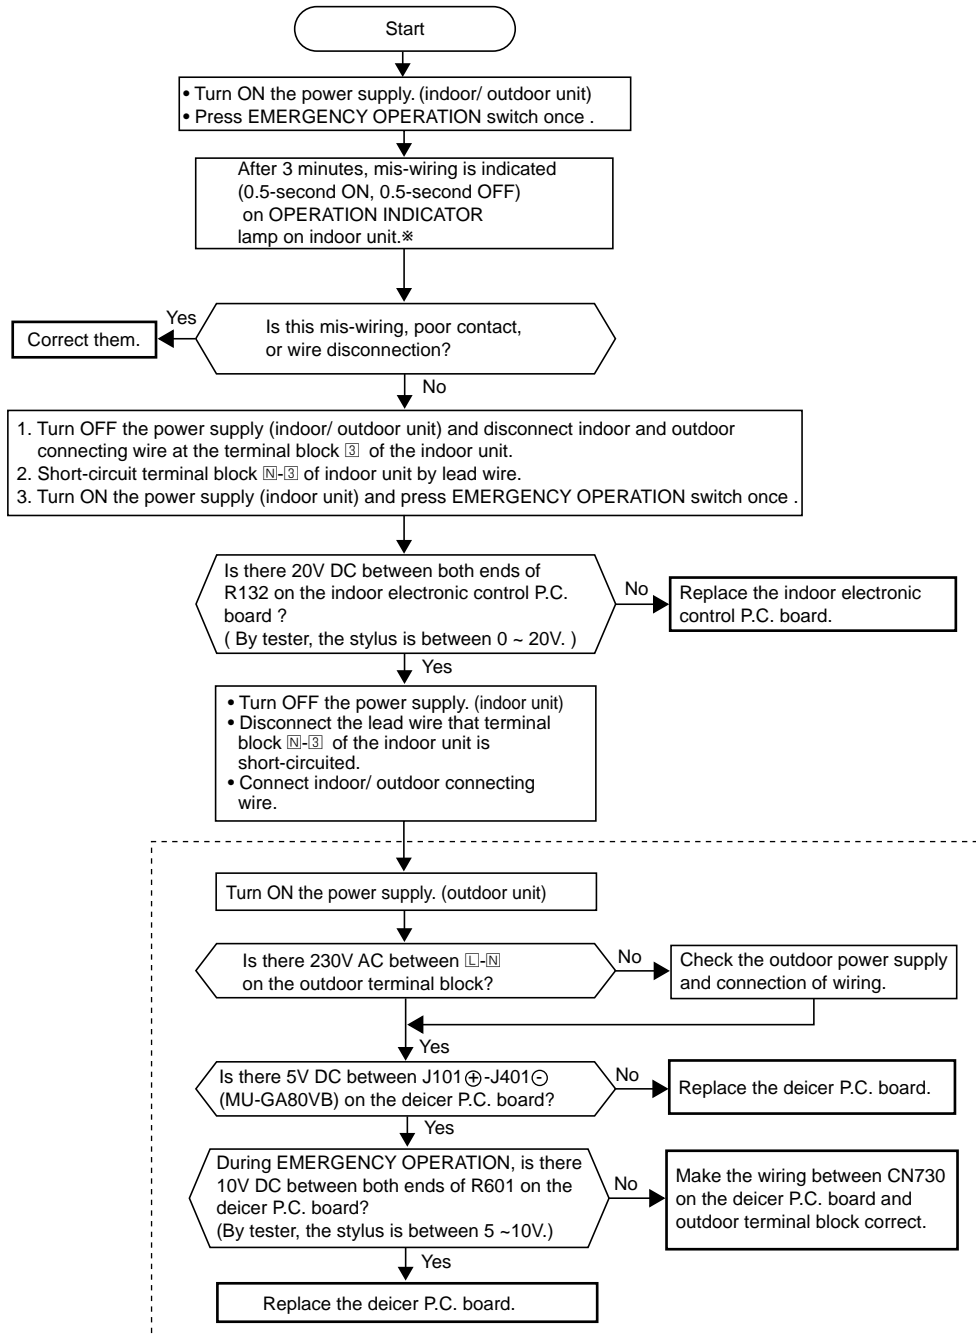 Start
• Turn ON the power supply. (indoor/ outdoor unit)
• Press EMERGENCY OPERATION switch once .
After 3 minutes, mis-wiring is indicated
(0.5-second ON, 0.5-second OFF)
on OPERATION INDICATOR
lamp on indoor unit.※
Is this mis-wiring, poor contact,
or wire disconnection?
Yes
Correct them.
No
1. Turn OFF the power supply (indoor/ outdoor unit) and disconnect indoor and outdoor
connecting wire at the terminal block 3 of the indoor unit.
2. Short-circuit terminal block N-3 of indoor unit by lead wire.
3. Turn ON the power supply (indoor unit) and press EMERGENCY OPERATION switch once .
Is there 20V DC between both ends of
R132 on the indoor electronic control P.C.
board ?
( By tester, the stylus is between 0 ~ 20V. )
No
Replace the indoor electronic
control P.C. board.
Yes
• Turn OFF the power supply. (indoor unit)
• Disconnect the lead wire that terminal
block N-3 of the indoor unit is
short-circuited.
• Connect indoor/ outdoor connecting
wire.
Turn ON the power supply. (outdoor unit)
Is there 230V AC between L-N
on the outdoor terminal block?
No
Check the outdoor power supply
and connection of wiring.
Yes
Is there 5V DC between J101⊕-J401⊖
(MU-GA80VB) on the deicer P.C. board?
No
Replace the deicer P.C. board.
Yes
During EMERGENCY OPERATION, is there
10V DC between both ends of R601 on the
deicer P.C. board?
(By tester, the stylus is between 5 ~10V.)
No
Make the wiring between CN730
on the deicer P.C. board and
outdoor terminal block correct.
Yes
Replace the deicer P.C. board.